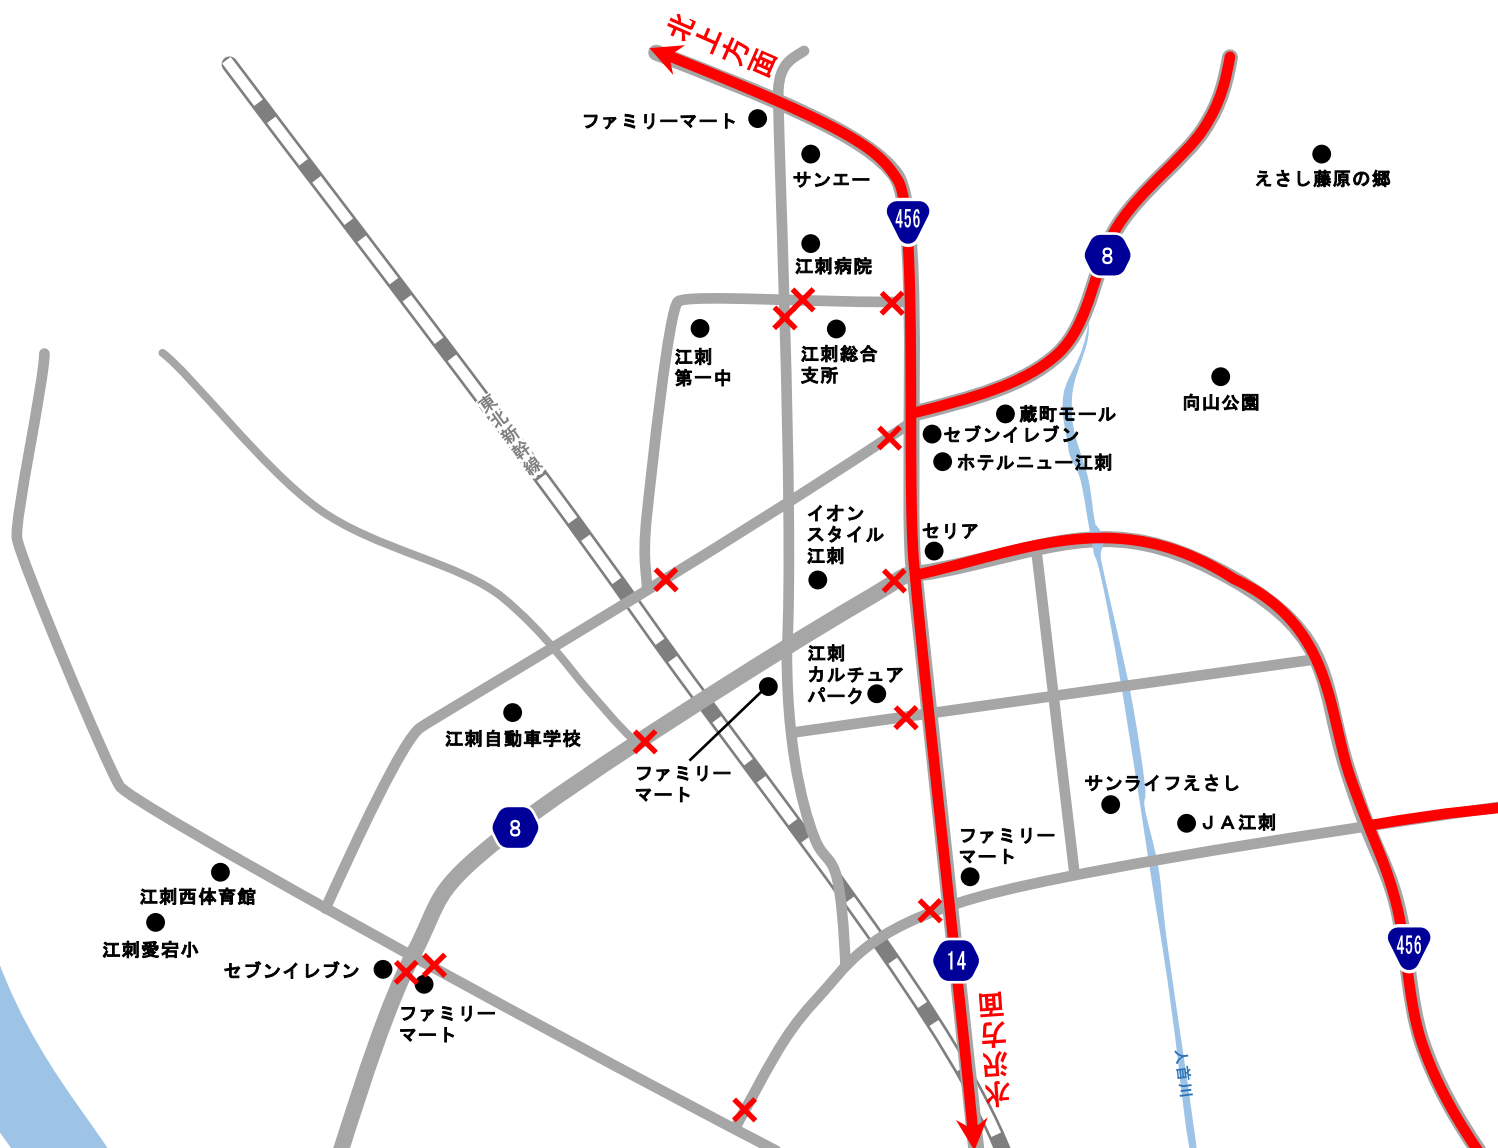 北上方面
ファミリーマート
サンエー
456
えさし藤原の郷
8
江刺病院
江刺
第一中
江刺総合
支所
向山公園
東北新幹線
蔵町モール
セブンイレブン
ホテルニュー江刺
イオン
スタイル
江刺
セリア
江刺
カルチュア
パーク
江刺自動車学校
ファミリー
マート
サンライフえさし
JA江刺
8
ファミリー
マート
江刺西体育館
江刺愛宕小
セブンイレブン
ファミリー
マート
14
456
水沢方面
人首川